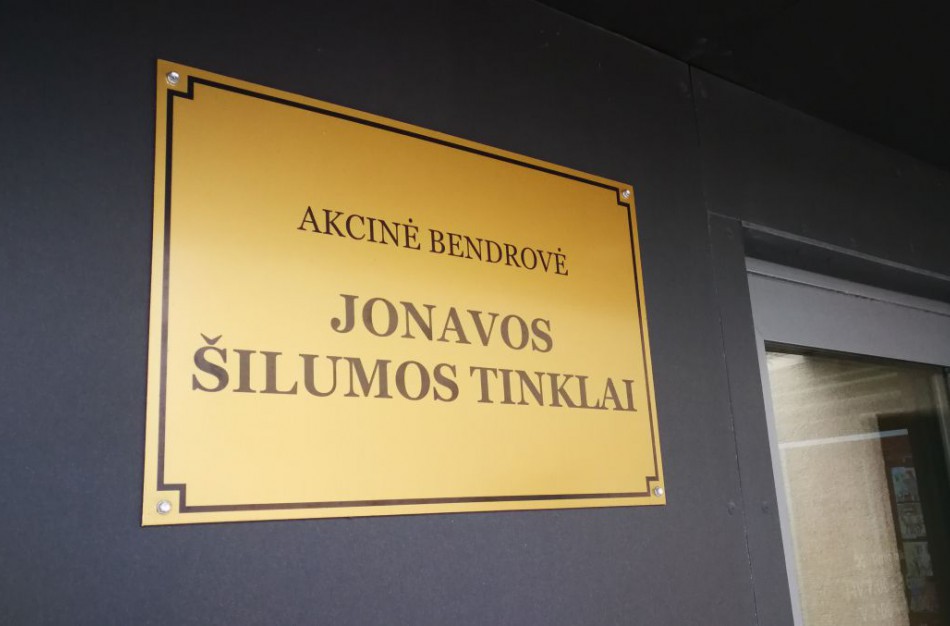 AKCINĖ BENDROVĖ
JONAVOS
ŠILUMOS TINKLAI